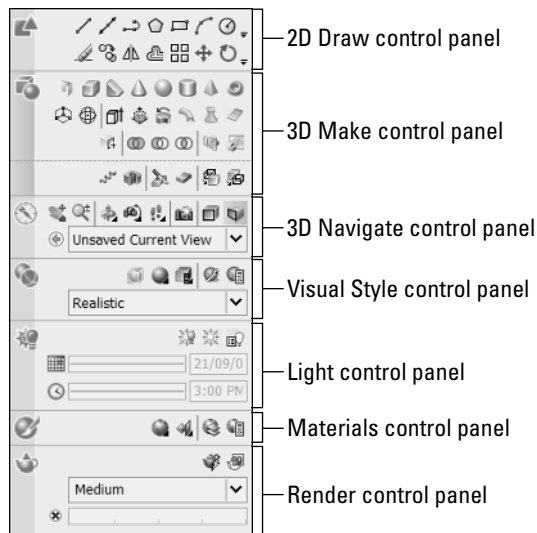 2D Draw control panel
3D Make control panel
3D Navigate control panel
Unsaved Current View
Visual Style control panel
Realistic
Light control panel
21/09/0
3:00 PM
Materials control panel
Medium
Render control panel